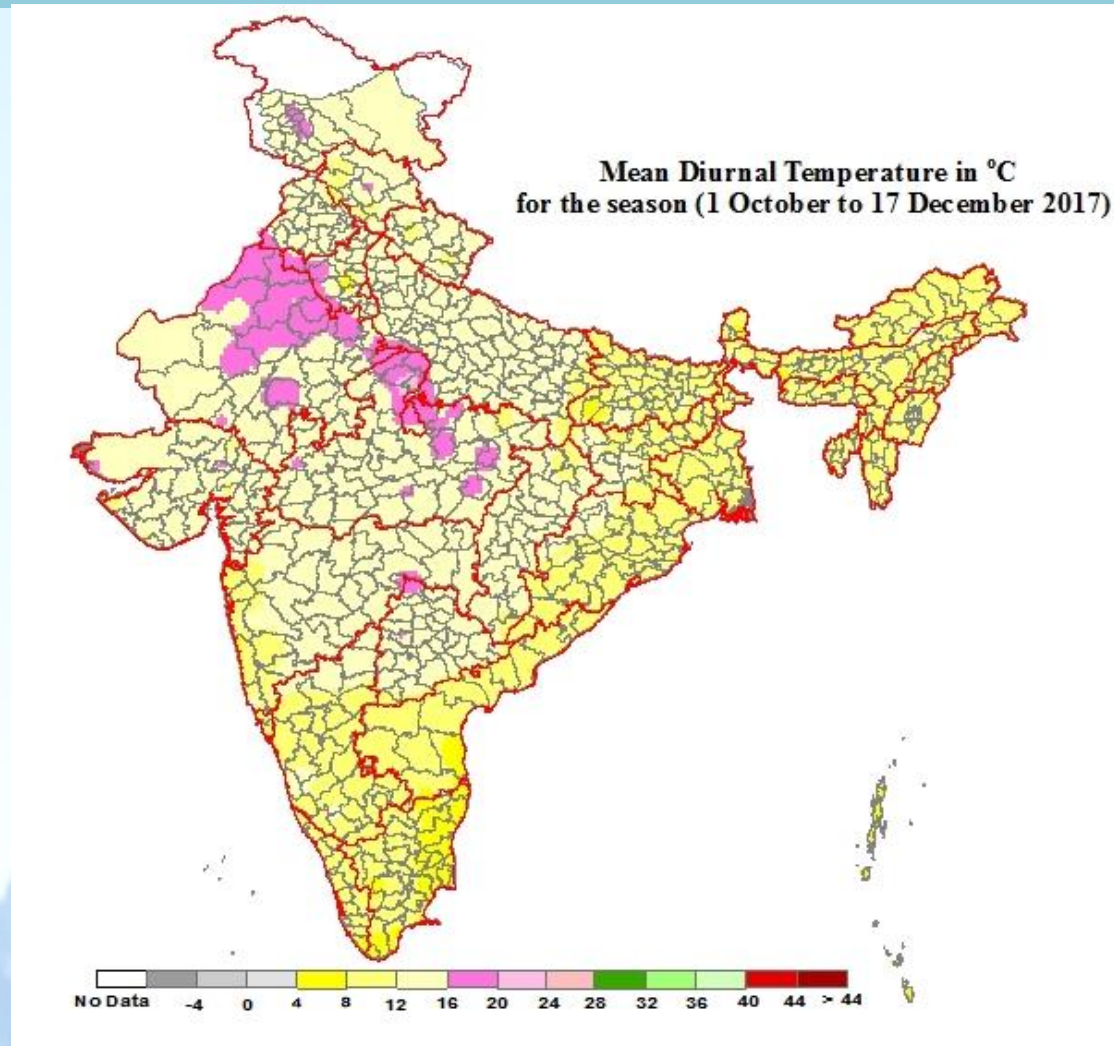 Mean Diurnal Temperature in °C
for the season (1 October to 17 December 2017)
No Data -4 0 4 8 12 16 20 24 28 32 36 40 44 > 44